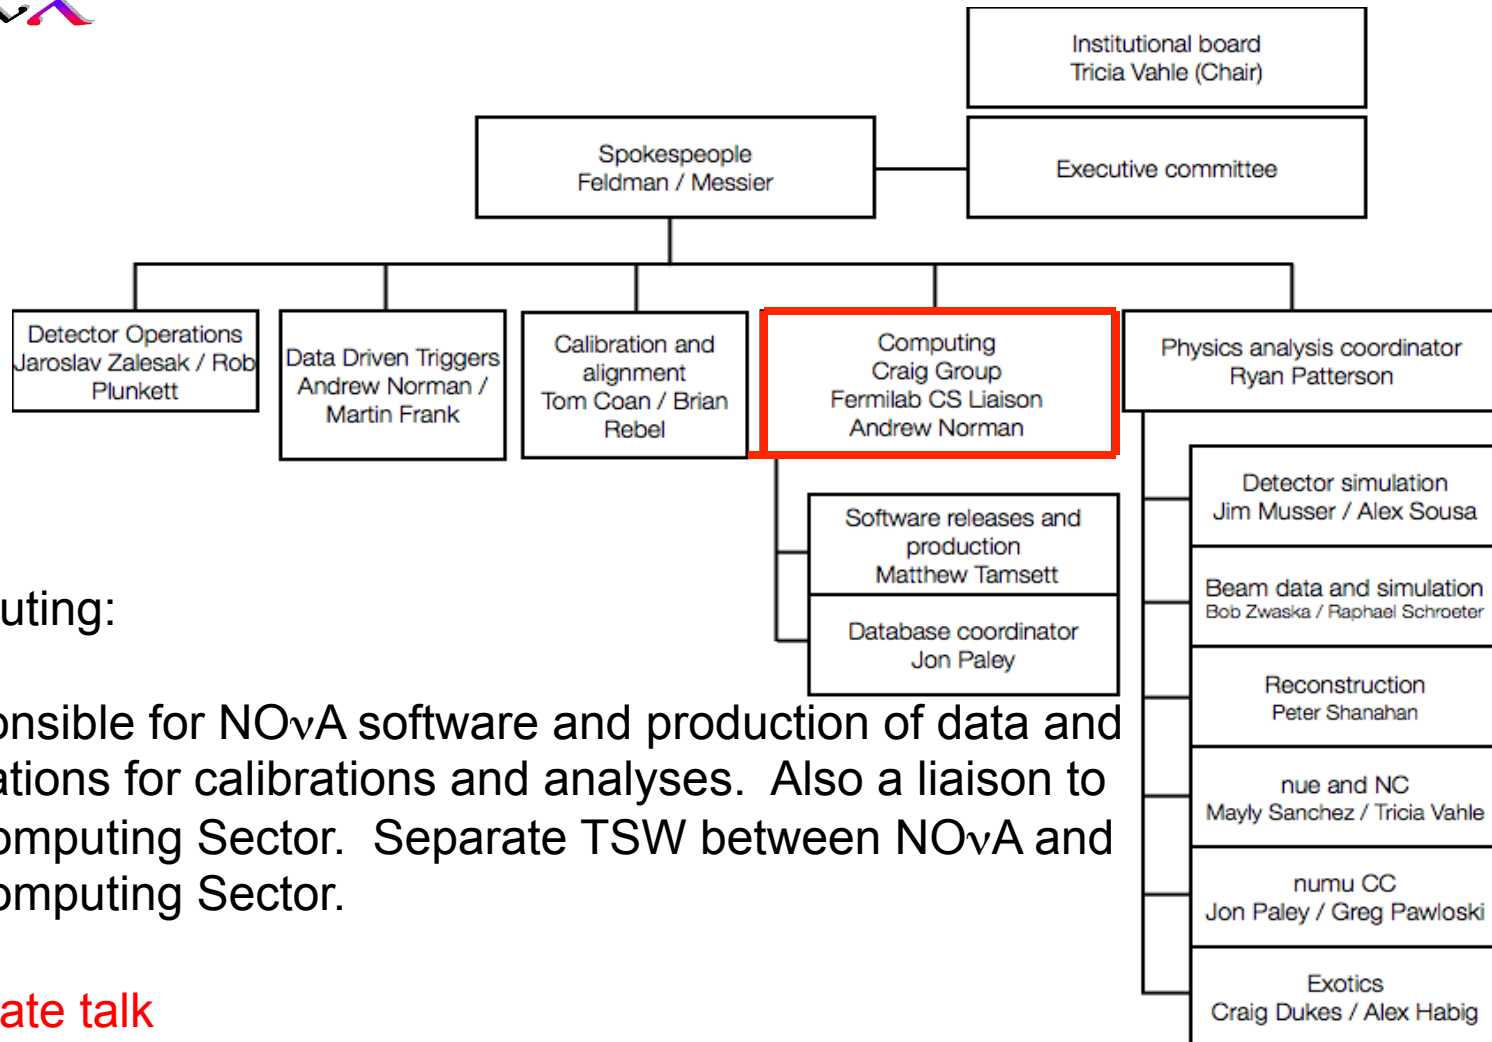 Institutional board
Tricia Vahle (Chair)
Spokespeople
Feldman / Messier
Executive committee
Detector Operations
Jaroslav Zalesak / Rob
Plunkett
Data Driven Triggers
Andrew Norman /
Martin Frank
Calibration and
alignment
Tom Coan / Brian
Rebel
Computing
Craig Group
Fermilab CS Liaison
Andrew Norman
Physics analysis coordinator
Ryan Patterson
Software releases and
production
Matthew Tamsett
Database coordinator
Jon Paley
Detector simulation
Jim Musser / Alex Sousa
Beam data and simulation
Bob Zwaska / Raphael Schroeter
Reconstruction
Peter Shanahan
nue and NC
Mayly Sanchez / Tricia Vahle
numu CC
Jon Paley / Greg Pawloski
Exotics
Craig Dukes / Alex Habig
uting:
onsible for NOνA software and production of data and
ations for calibrations and analyses.  Also a liaison to
omputing Sector.  Separate TSW between NOνA and
omputing Sector.
ate talk